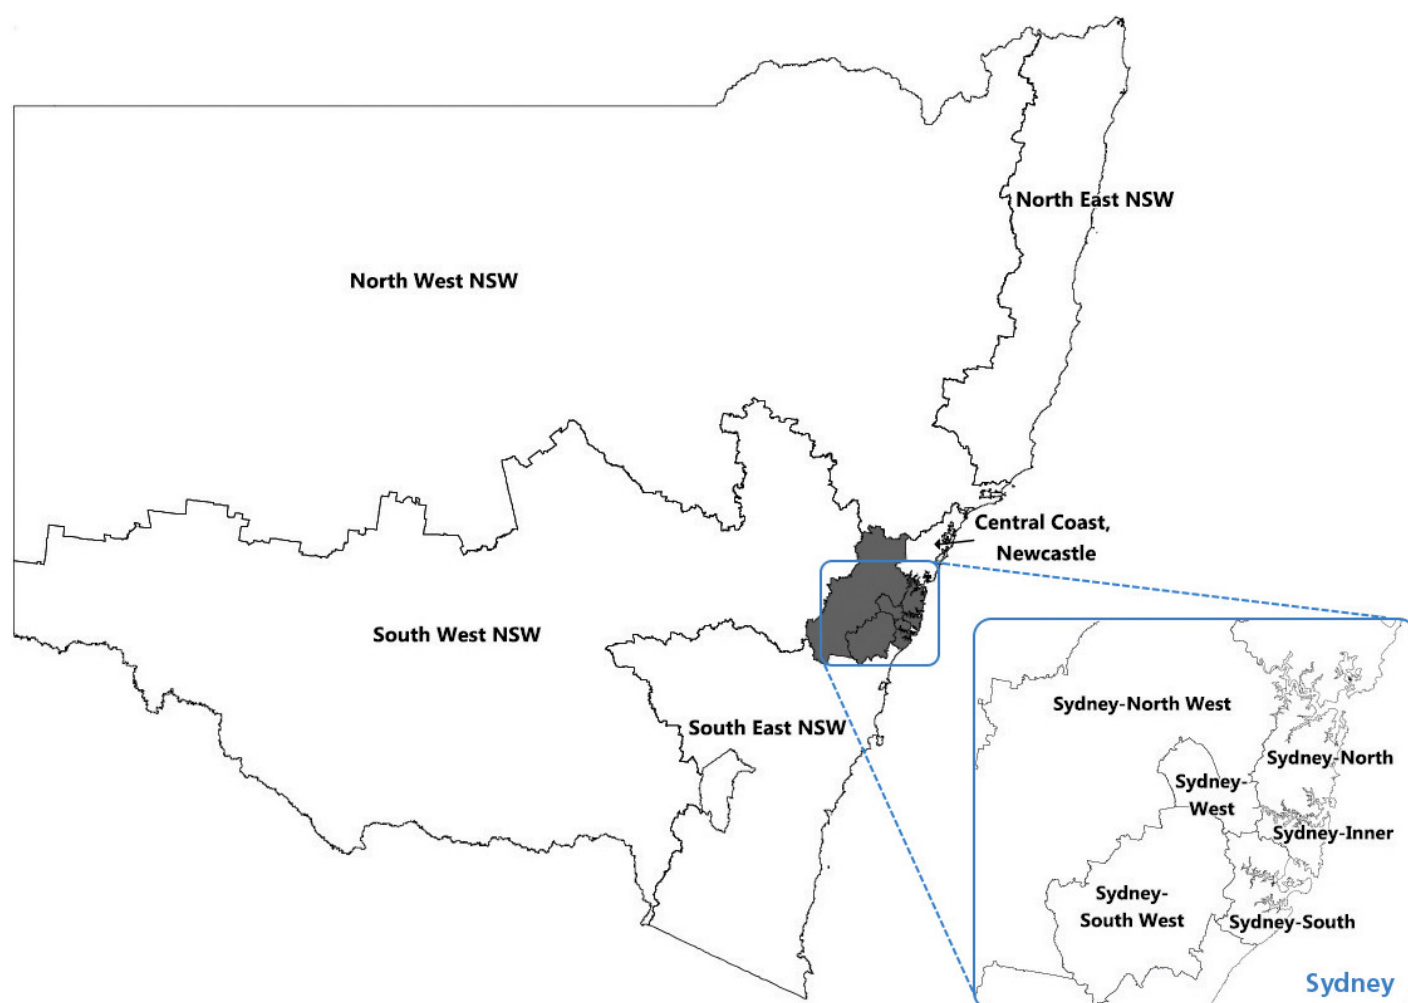 North East NSW
North West NSW
Central Coast,
Newcastle
South West NSW
South East NSW
Sydney-North West
Sydney-North
Sydney-
West
Sydney-Inner
Sydney-
South West
Sydney-South
Sydney